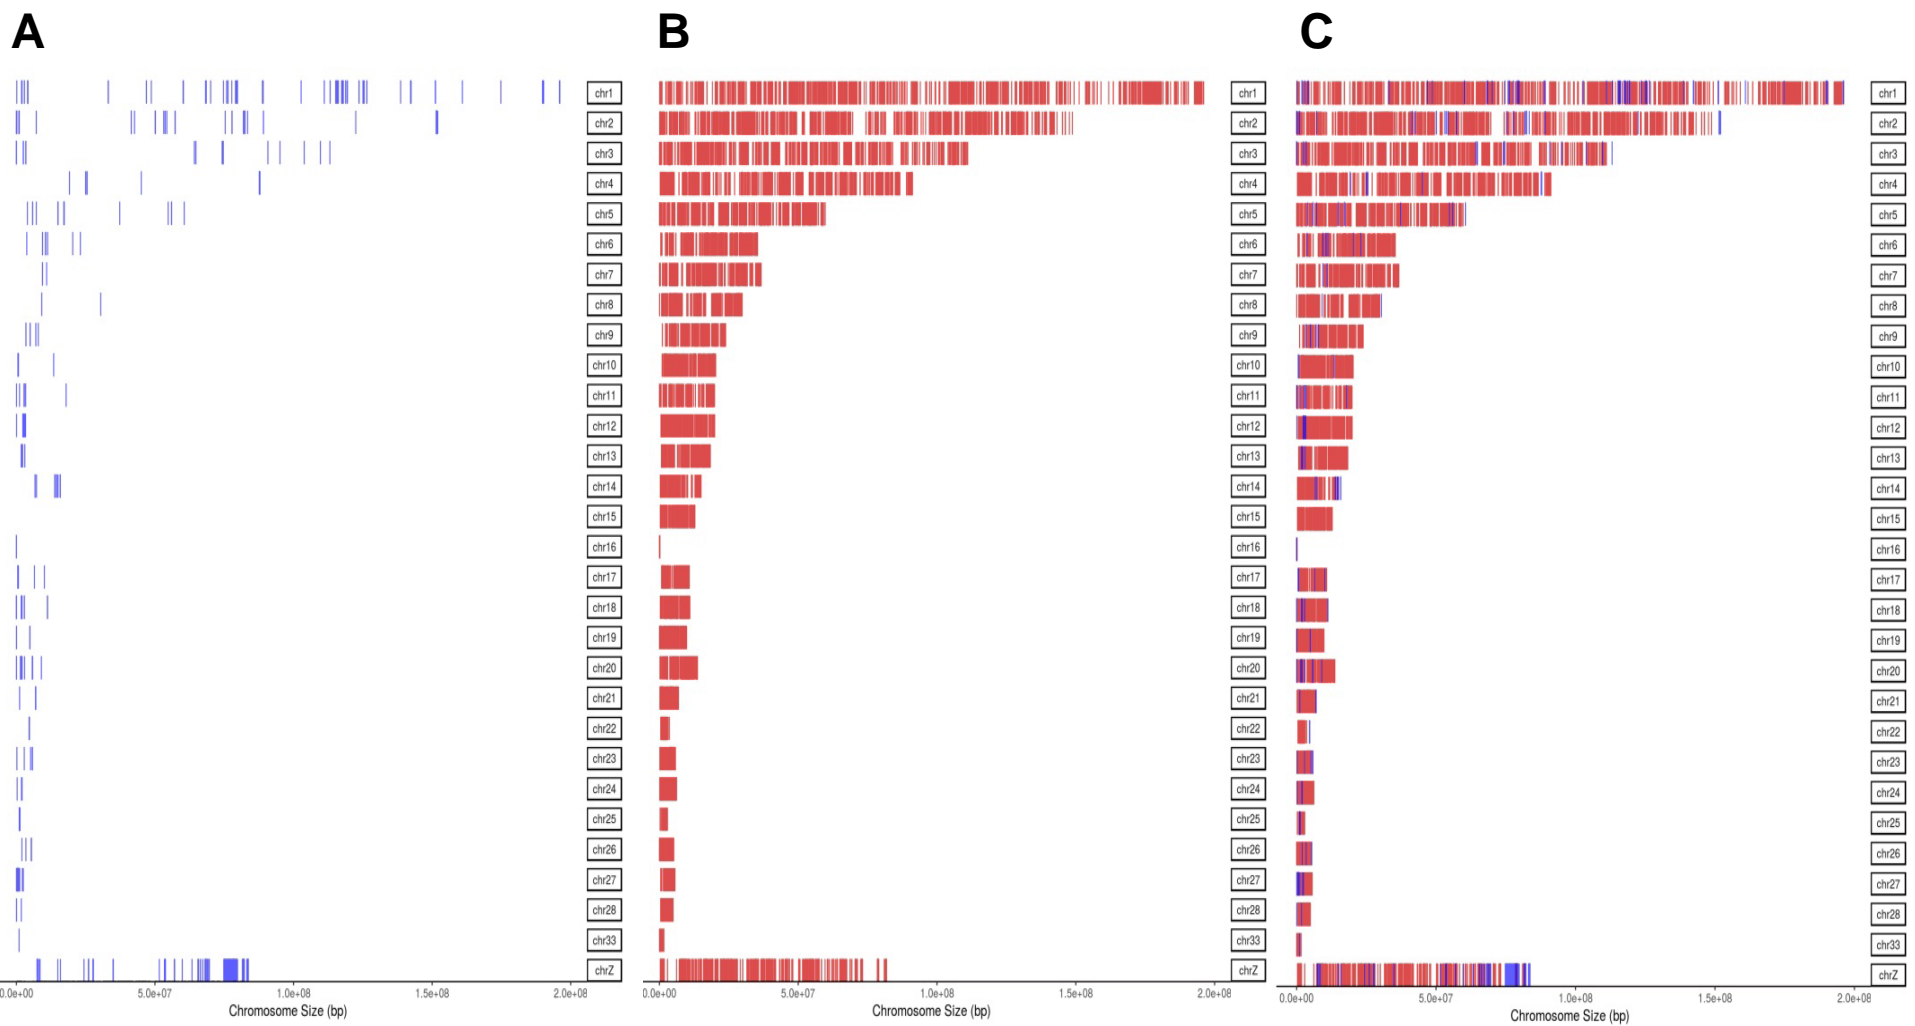 A B C
chr1 chr1 chr1
chr2 chr2 chr2
chr3 chr3 chr3
chr4 chr4 chr4
chr5 chr5 chr5
chr6 chr6 chr6
chr7 chr7 chr7
chr8 chr8 chr8
chr9 chr9 chr9
chr10 chr10 chr10
chr11 chr11 chr11
chr12 chr12 chr12
chr13 chr13 chr13
chr14 chr14 chr14
chr15 chr15 chr15
chr16 chr16 chr16
chr17 chr17 chr17
chr18 chr18 chr18
chr19 chr19 chr19
chr20 chr20 chr20
chr21 chr21 chr21
chr22 chr22 chr22
chr23 chr23 chr23
chr24 chr24 chr24
chr25 chr25 chr25
chr26 chr26 chr26
chr27 chr27 chr27
chr28 chr28 chr28
chr33 chr33 chr33
chrZ chrZ chrZ
0.0e+00 5.0e+07 1.0e+08 1.5e+08 2.0e+08 0.0e+00 5.0e+07 1.0e+08 1.5e+08 2.0e+08 0.0e+00 5.0e+07 1.0e+08 1.5e+08 2.0e+08
Chromosome Size (bp) Chromosome Size (bp) Chromosome Size (bp)